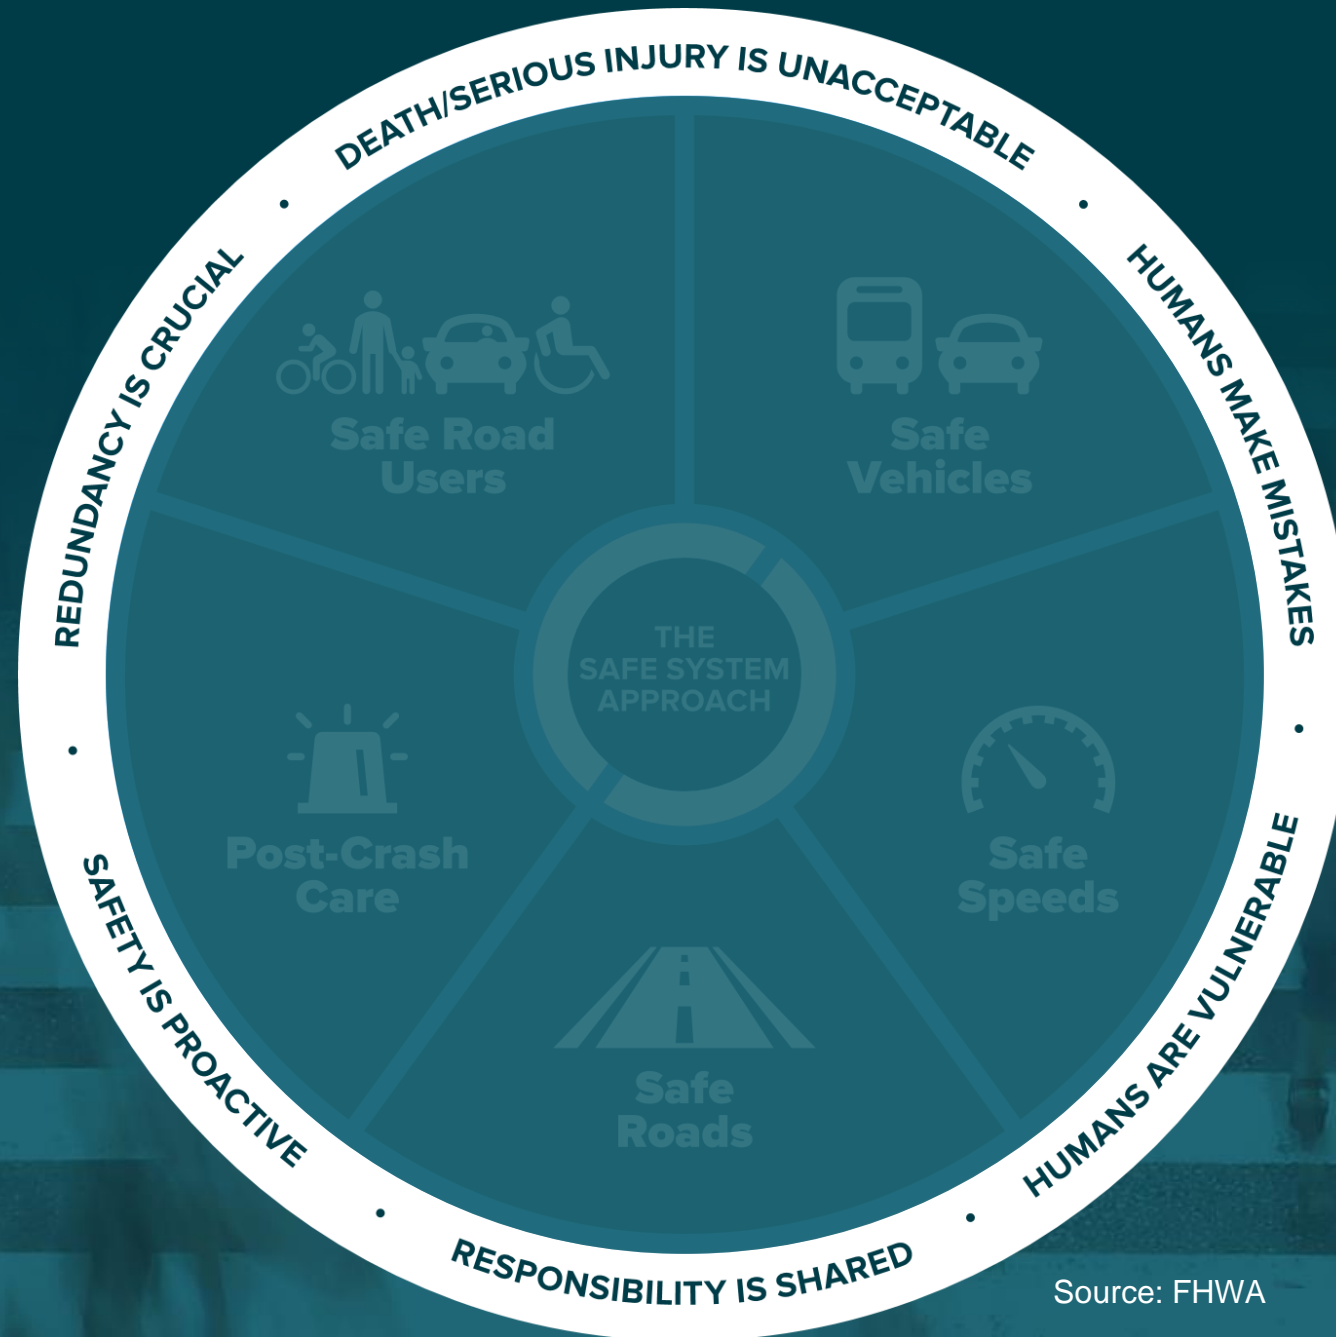 DEATH/SERIOUS INJURY IS UNACCEPTABLE
HUMANS MAKE MISTAKES
HUMANS ARE VULNERABLE
RESPONSIBILITY IS SHARED
SAFETY IS PROACTIVE
REDUNDANCY IS CRUCIAL
Safe Road
Users
Safe
Vehicles
THE
SAFE SYSTEM
APPROACH
Post-Crash
Care
Safe
Speeds
Safe
Roads
Source: FHWA